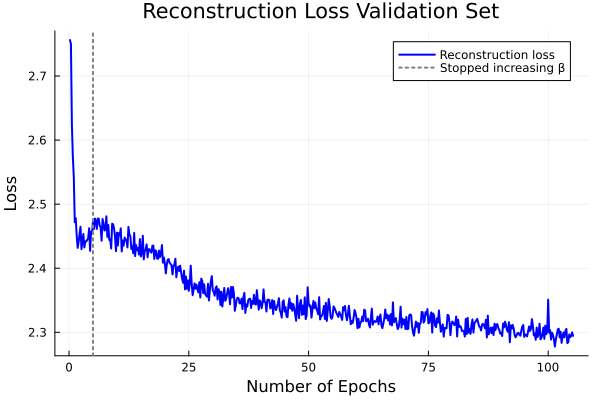 Reconstruction Loss Validation Set
Reconstruction loss
Stopped increasing β
2.7
2.6
2.5
2.4
2.3
Loss
0
25
50
75
100
Number of Epochs